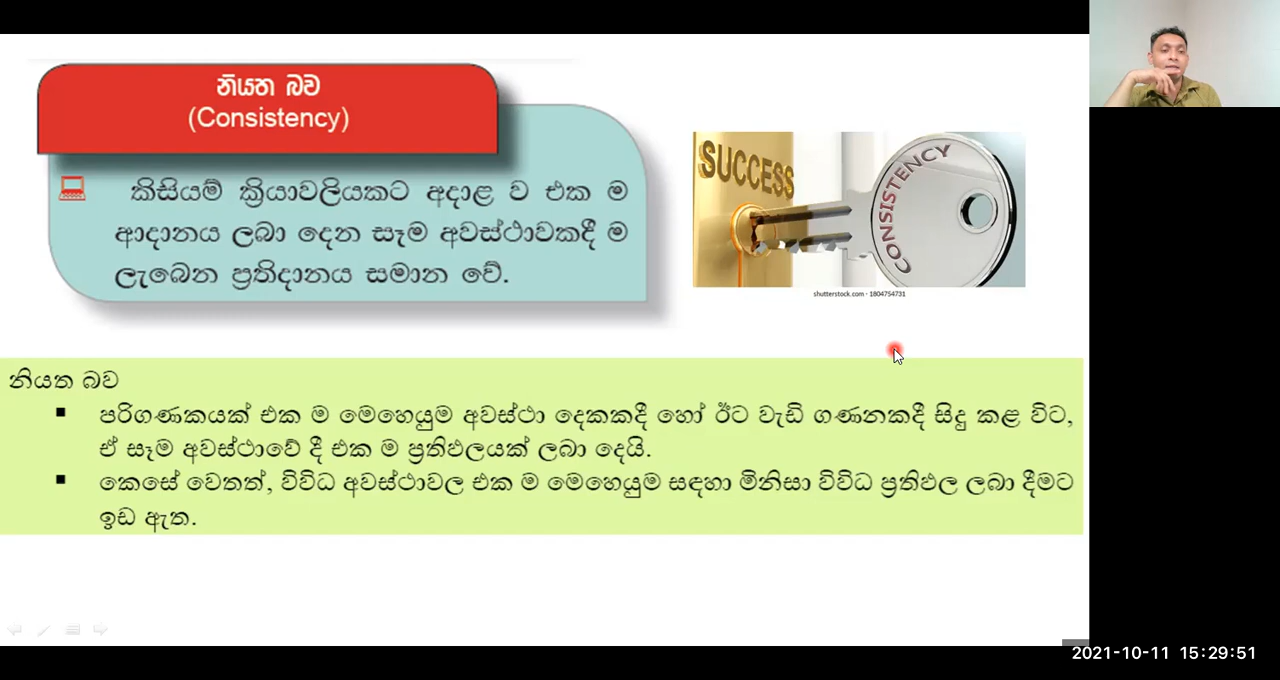 නියත බව
(Consistency)
කිසියම් ක්‍රියාවලියකට අදාළ ව එක ම
ආදානය ලබා දෙන සෑම අවස්ථාවකදී ම
ලැබෙන ප්‍රතිදානය සමාන වේ.
SUCCESS
CONSISTENCY
shutterstock.com - 1804754731
නියත බව
▪ පරිගණකයක් එක ම මෙහෙයුම අවස්ථා දෙකකදී හෝ ඊට වැඩි ගණනකදී සිදු කළ විට,
ඒ සෑම අවස්ථාවේ දී එක ම ප්‍රතිඵලයක් ලබා දෙයි.
▪ කෙසේ වෙතත්, විවිධ අවස්ථාවල එක ම මෙහෙයුම සඳහා මිනිසා විවිධ ප්‍රතිඵල ලබා දීමට
ඉඩ ඇත.
2021-10-11 15:29:51